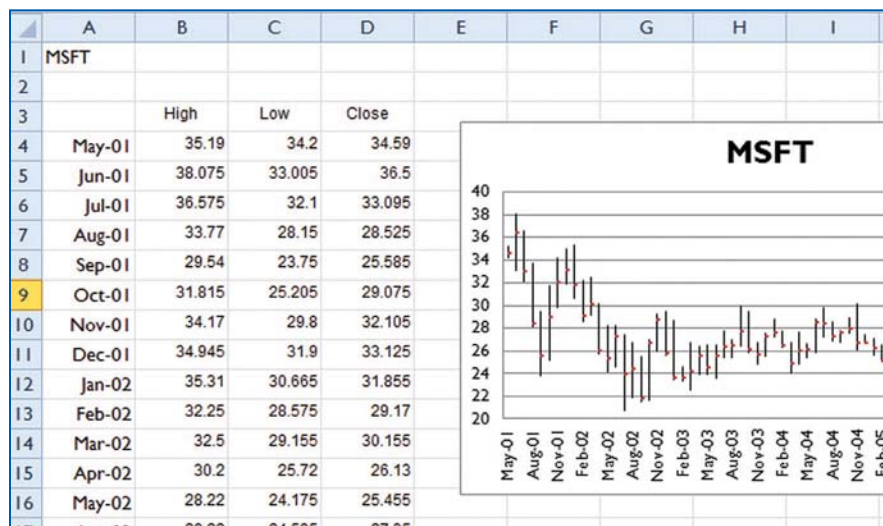 A B C D E F G H I
1 MSFT
2
3 High Low Close
4 May-01 35.19 34.2 34.59
5 Jun-01 38.075 33.005 36.5
6 Jul-01 36.575 32.1 33.095
7 Aug-01 33.77 28.15 28.525
8 Sep-01 29.54 23.75 25.585
9 Oct-01 31.815 25.205 29.075
10 Nov-01 34.17 29.8 32.105
11 Dec-01 34.945 31.9 33.125
12 Jan-02 35.31 30.665 31.855
13 Feb-02 32.25 28.575 29.17
14 Mar-02 32.5 29.155 30.155
15 Apr-02 30.2 25.72 26.13
16 May-02 28.22 24.175 25.455
MSFT
40
38
36
34
32
30
28
26
24
22
20
May-01
Aug-01
Nov-01
Feb-02
May-02
Aug-02
Nov-02
Feb-03
May-03
Aug-03
Nov-03
Feb-04
May-04
Aug-04
Nov-04
Feb-05